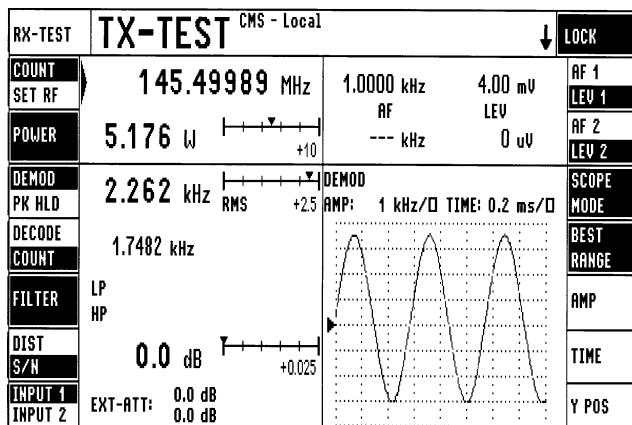 RX-TEST
TX-TEST CMS - Local
LOCK
COUNT
SET RF
145.49989 MHz
1.0000 kHz 4.00 mV
AF LEV
AF 1
LEV 1
POWER
5.176 W
+10
--- kHz 0 uV
AF 2
LEV 2
DEMOD
PK HLD
2.262 kHz
RMS +2.5
DEMOD
AMP: 1 kHz/□ TIME: 0.2 ms/□
SCOPE
MODE
DECODE
COUNT
1.7482 kHz
BEST
RANGE
FILTER
LP
HP
AMP
DIST
S/N
0.0 dB
+0.025
TIME
INPUT 1
INPUT 2
EXT-ATT: 0.0 dB
0.0 dB
Y POS